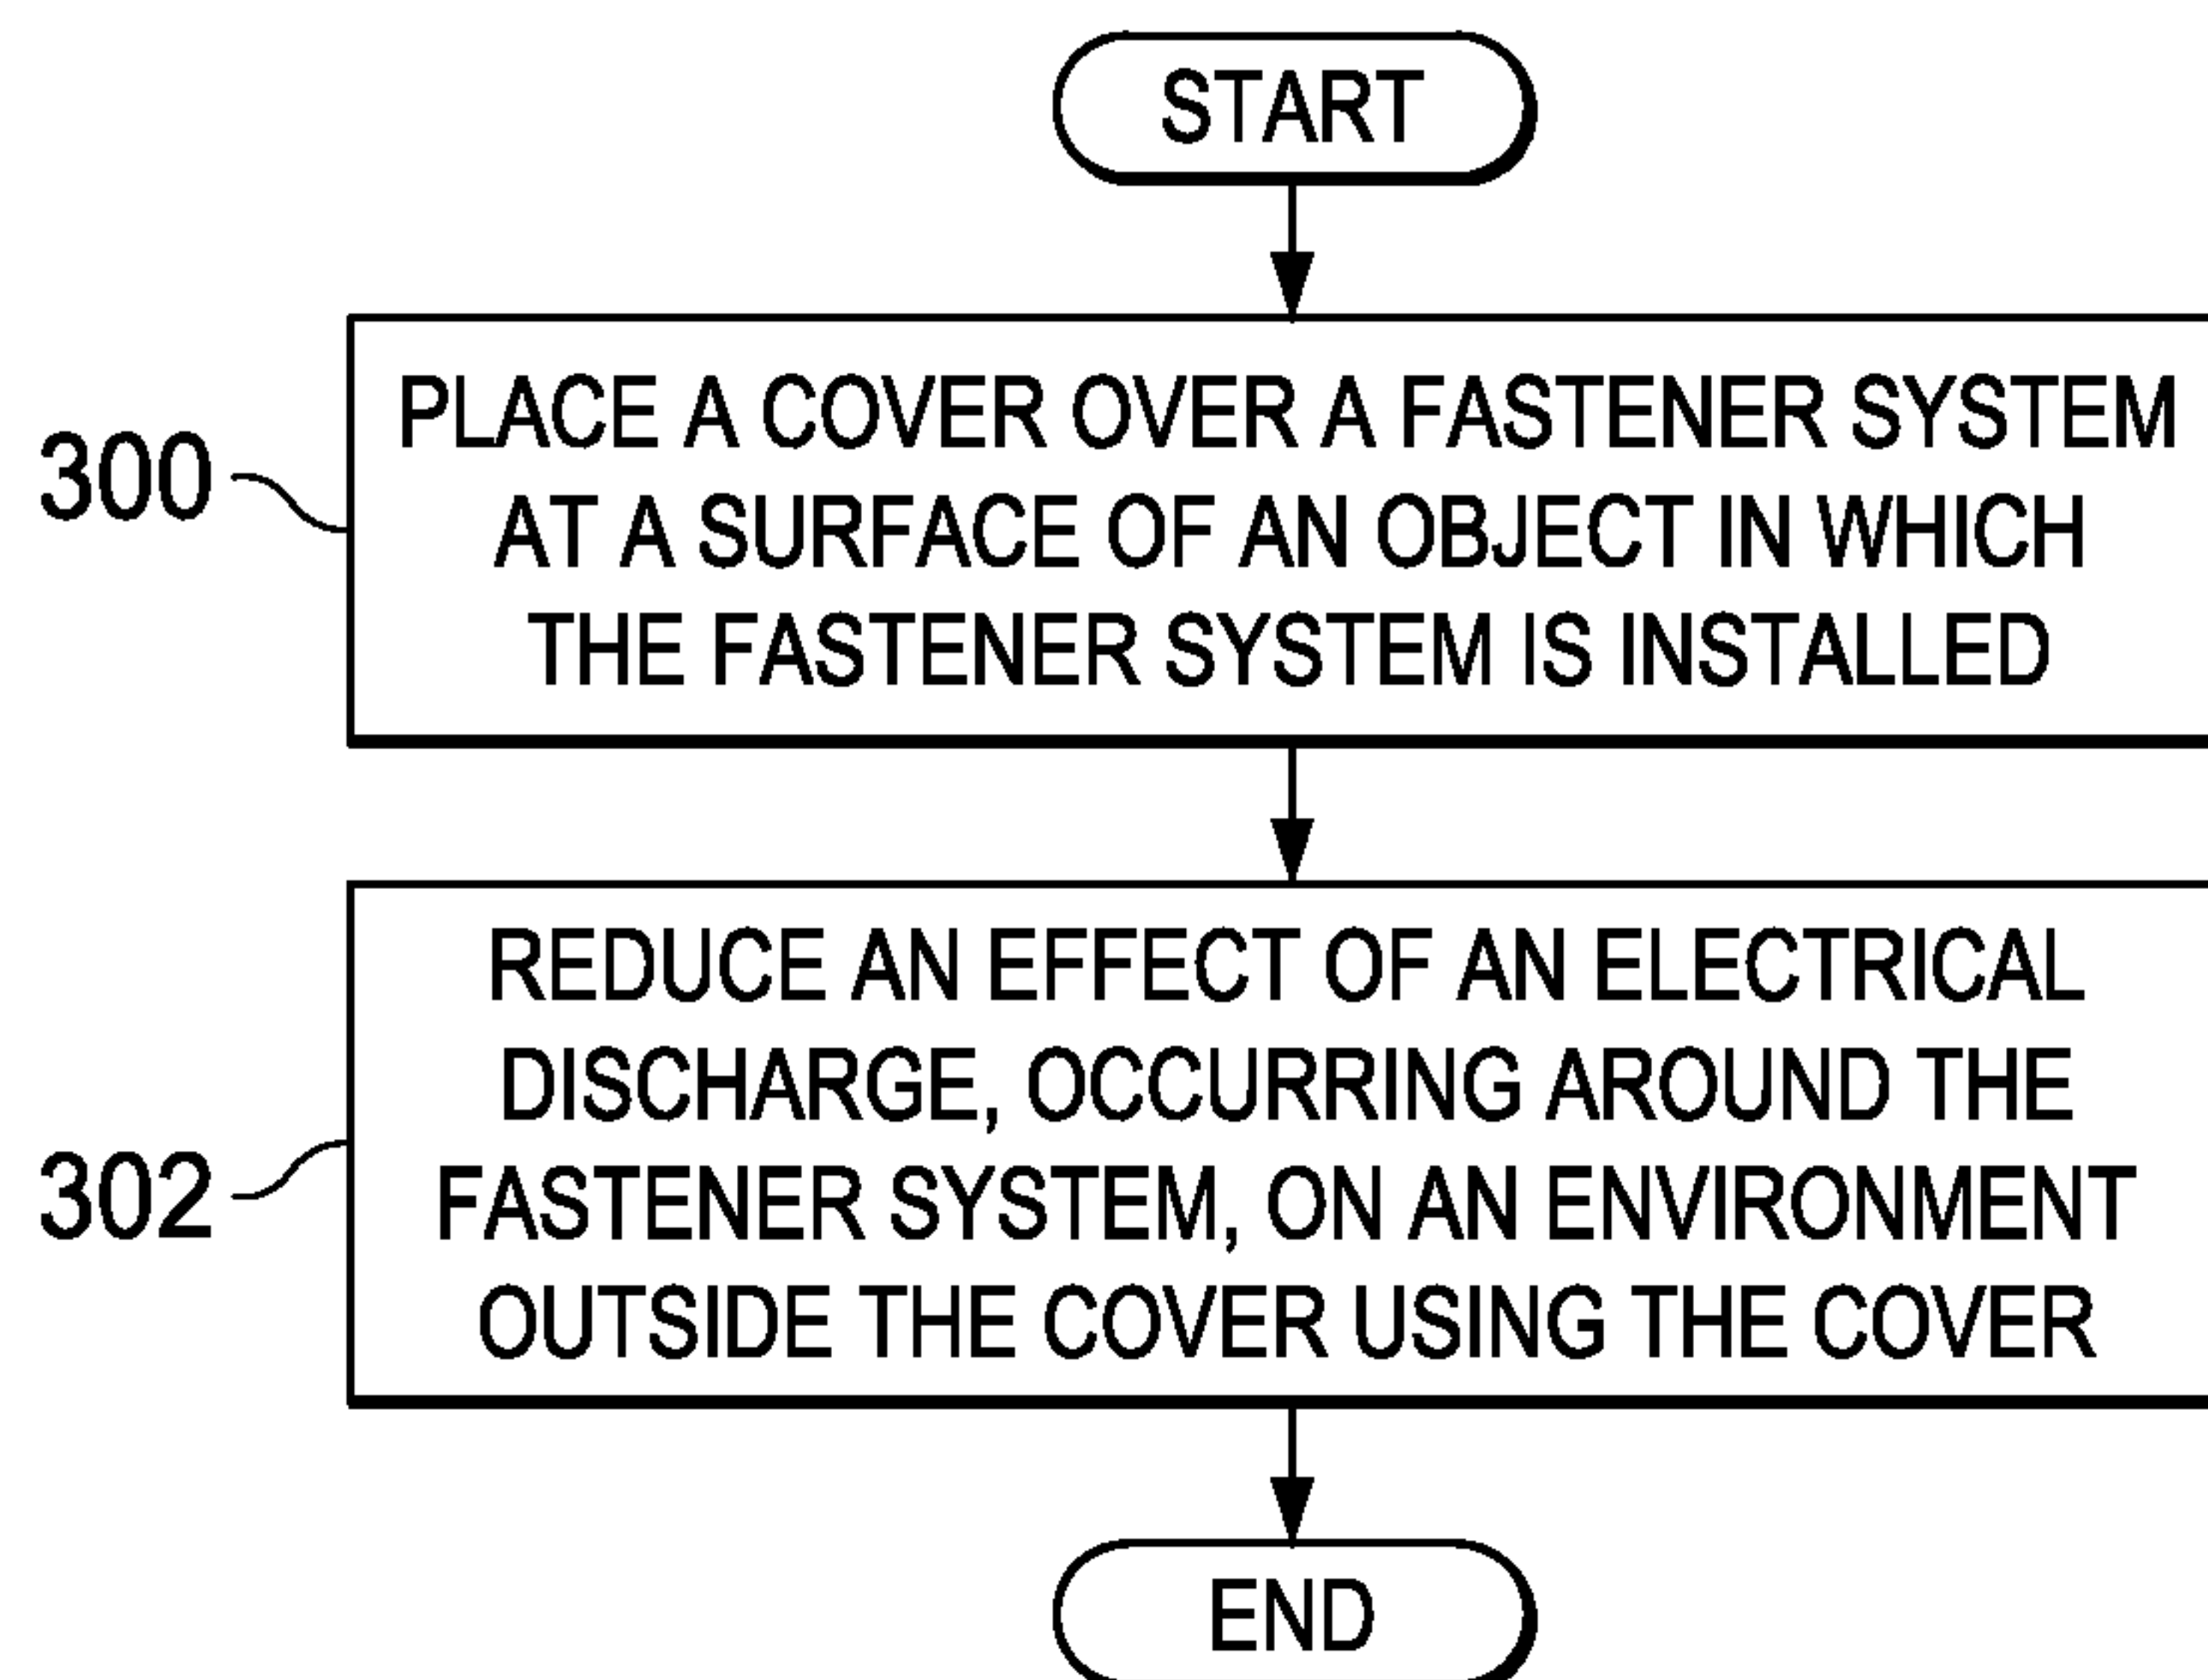 START
300
PLACE A COVER OVER A FASTENER SYSTEM
AT A SURFACE OF AN OBJECT IN WHICH
THE FASTENER SYSTEM IS INSTALLED
302
REDUCE AN EFFECT OF AN ELECTRICAL
DISCHARGE, OCCURRING AROUND THE
FASTENER SYSTEM, ON AN ENVIRONMENT
OUTSIDE THE COVER USING THE COVER
END